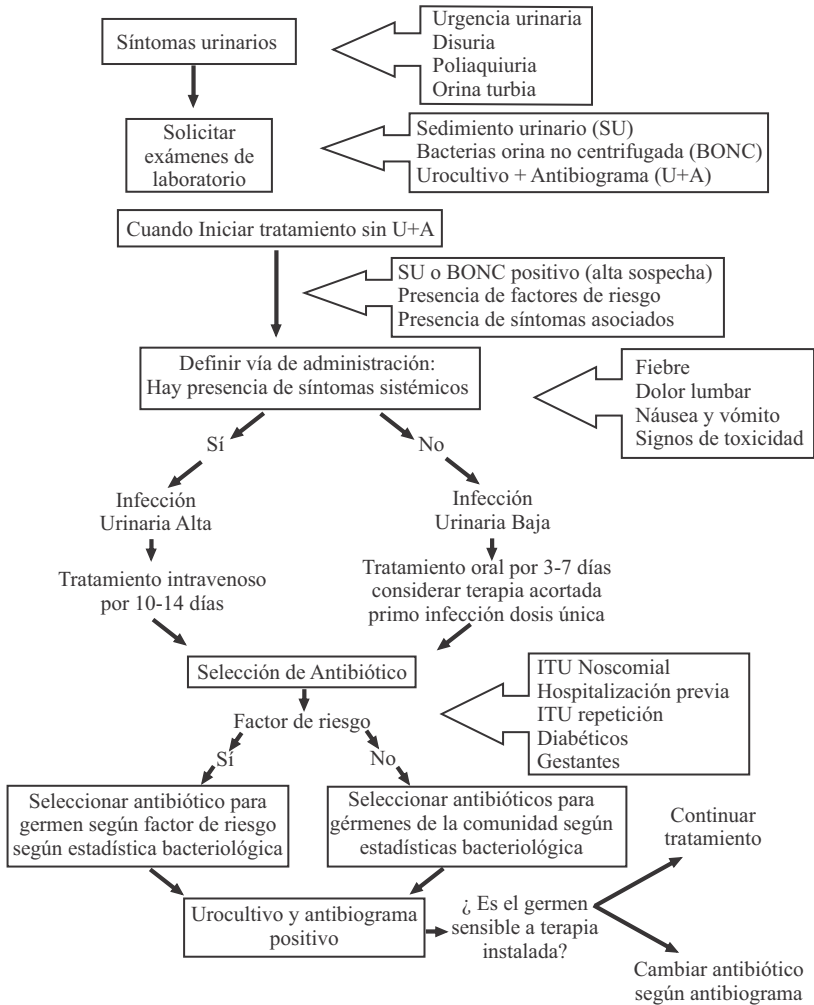 Síntomas urinarios
Urgencia urinaria
Disuria
Poliaquiuria
Orina turbia
Solicitar
exámenes de
laboratorio
Sedimiento urinario (SU)
Bacterias orina no centrifugada (BONC)
Urocultivo + Antibiograma (U+A)
Cuando Iniciar tratamiento sin U+A
SU o BONC positivo (alta sospecha)
Presencia de factores de riesgo
Presencia de síntomas asociados
Definir vía de administración:
Hay presencia de síntomas sistémicos
Fiebre
Dolor lumbar
Náusea y vómito
Signos de toxicidad
Sí
No
Infección
Urinaria Alta
Infección
Urinaria Baja
Tratamiento intravenoso
por 10-14 días
Tratamiento oral por 3-7 días
considerar terapia acortada
primo infección dosis única
Selección de Antibiótico
ITU Noscomial
Hospitalización previa
ITU repetición
Diabéticos
Gestantes
Factor de riesgo
Sí
No
Seleccionar antibiótico para
germen según factor de riesgo
según estadística bacteriológica
Seleccionar antibióticos para
gérmenes de la comunidad según
estadísticas bacteriológica
Continuar
tratamiento
Urocultivo y antibiograma
positivo
¿ Es el germen
sensible a terapia
instalada?
Cambiar antibiótico
según antibiograma